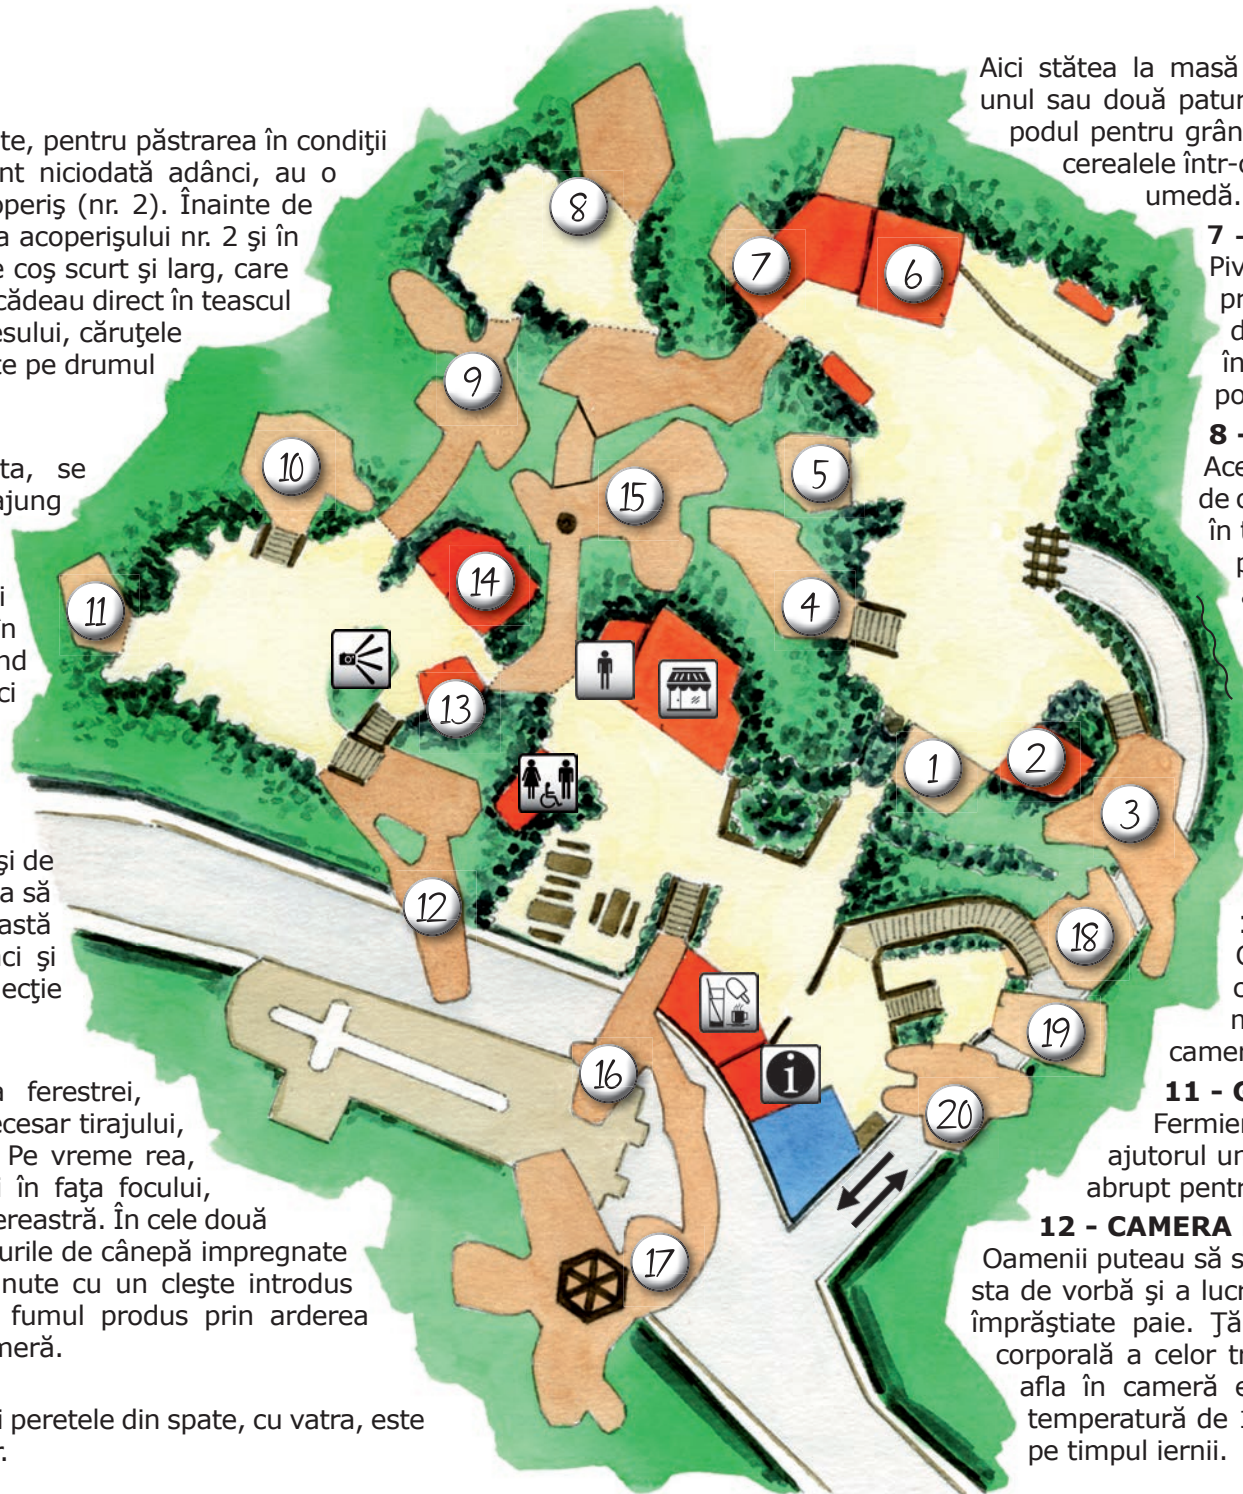 te, pentru păstrarea în condiţii
nt niciodată adânci, au o
operiş (nr. 2). Înainte de
a acoperişului nr. 2 şi în
e coş scurt şi larg, care
cădeau direct în teascul
esului, căruţele
te pe drumul
ta, se
ajung
i
în
nd
ci
şi de
a să
astă
ci şi
ecţie
a ferestrei,
ecesar tirajului,
Pe vreme rea,
i în faţa focului,
ereastră. În cele două
urile de cânepă impregnate
nute cu un cleşte introdus
fumul produs prin arderea
meră.
i peretele din spate, cu vatra, este
r.
8
7
6
9
10
15
5
14
4
11
13
1
2
3
12
18
19
16
i
20
17
Aici stătea la masă
unul sau două patur
podul pentru grân
cerealele într-o
umedă.
7 -
Piv
pr
d
în
po
8 -
Ace
de c
în t
p
camer
11 - C
Fermier
ajutorul un
abrupt pentr
12 - CAMERA
Oamenii puteau să s
sta de vorbă şi a lucr
împrăştiate paie. Ţă
corporală a celor tr
afla în cameră e
temperatură de 1
pe timpul iernii.